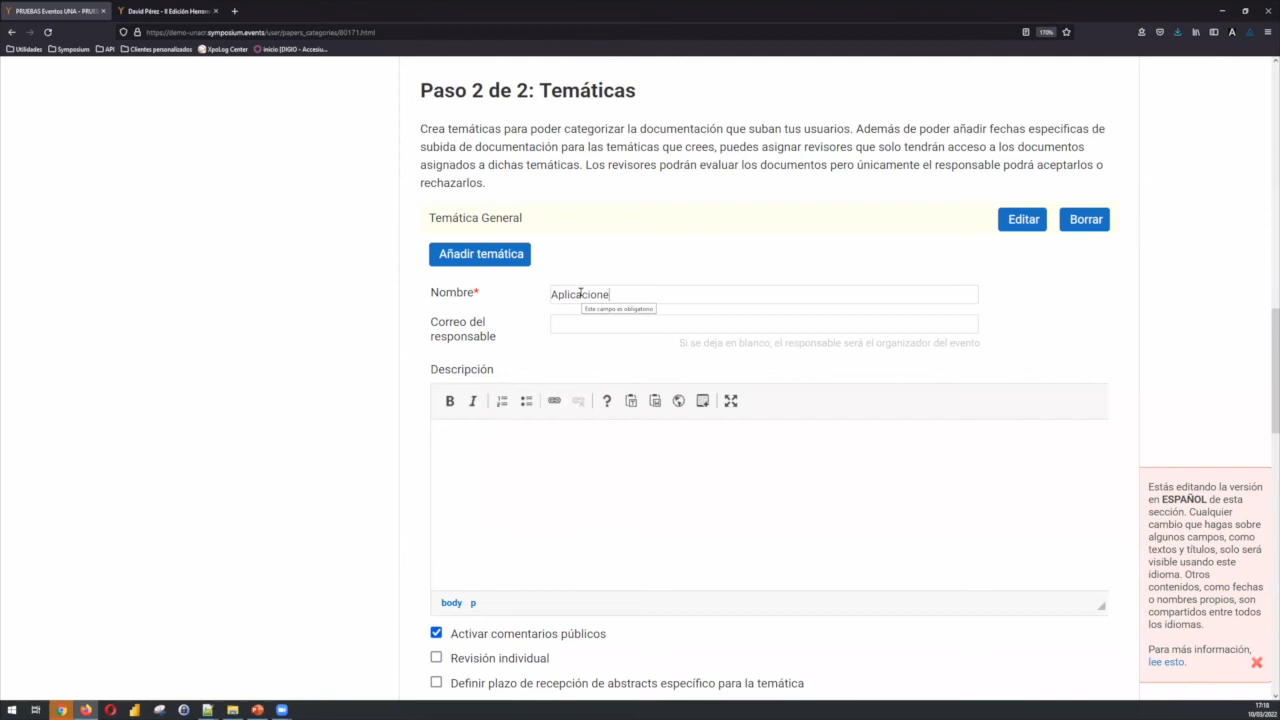 PRUEBAS Eventos UNA - PRUE
David Pérez - II Edición Herram
https://demo-unacr.symposium.events/user/papers_categories/80171.html
170%
Utilidades
Symposium
API
Clientes personalizados
XpoLog Center
inicio [DIGIO - Accesiu...
Paso 2 de 2: Temáticas
Crea temáticas para poder categorizar la documentación que suban tus usuarios. Además de poder añadir fechas especificas de
subida de documentación para las temáticas que crees, puedes asignar revisores que solo tendrán acceso a los documentos
asignados a dichas temáticas. Los revisores podrán evaluar los documentos pero únicamente el responsable podrá aceptarlos o
rechazarlos.
Temática General
Editar
Borrar
Añadir temática
Nombre*
Aplicacione
Este campo es obligatorio
Correo del
responsable
Si se deja en blanco, el responsable será el organizador del evento
Descripción
body p
Activar comentarios públicos
Revisión individual
Definir plazo de recepción de abstracts específico para la temática
Estás editando la versión
en ESPAÑOL de esta
sección. Cualquier
cambio que hagas sobre
algunos campos, como
textos y títulos, solo será
visible usando este
idioma. Otros
contenidos, como fechas
o nombres propios, son
compartidos entre todos
los idiomas.
Para más información,
lee esto.
17:18
10/03/2022